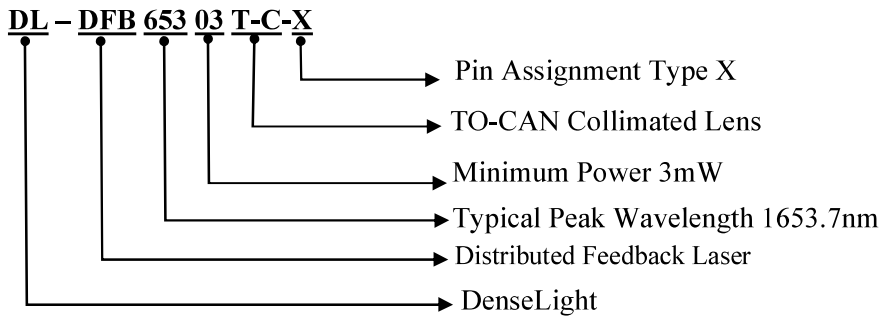 DL – DFB 653 03 T-C-X
Pin Assignment Type X
TO-CAN Collimated Lens
Minimum Power 3mW
Typical Peak Wavelength 1653.7nm
Distributed Feedback Laser
DenseLight